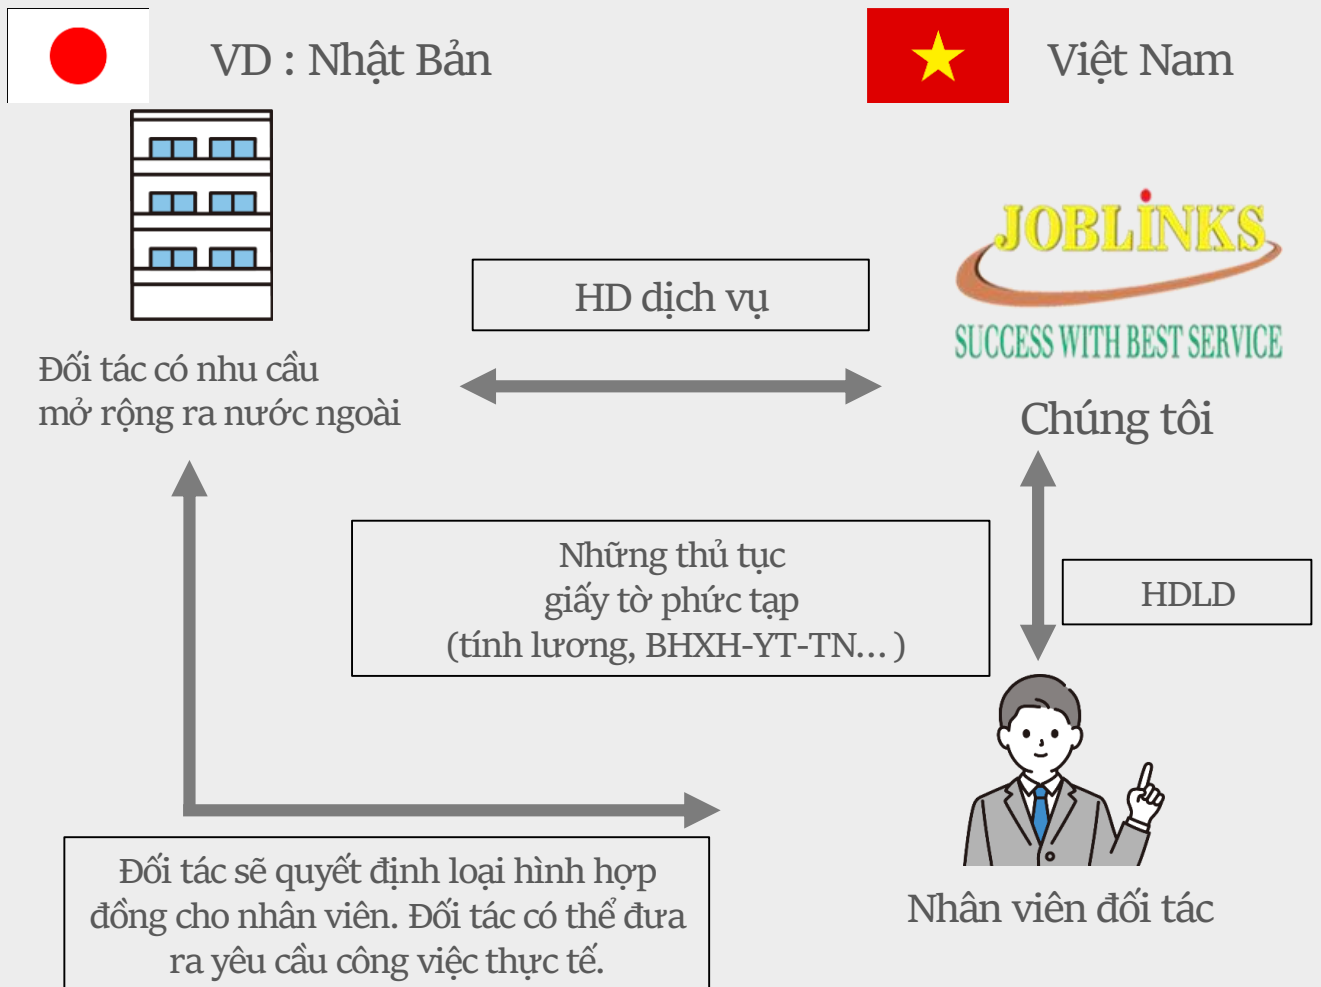 VD : Nhật Bản
Việt Nam
JOBLINKS
SUCCESS WITH BEST SERVICE
HD dịch vụ
Đối tác có nhu cầu
mở rộng ra nước ngoài
Chúng tôi
Những thủ tục
giấy tờ phức tạp
(tính lương, BHXH-YT-TN... )
HDLD
Đối tác sẽ quyết định loại hình hợp
đồng cho nhân viên. Đối tác có thể đưa
ra yêu cầu công việc thực tế.
Nhân viên đối tác